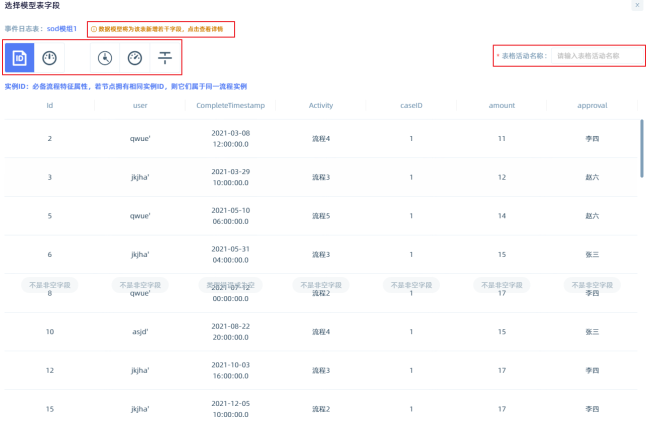 选择模型表字段
×
事件日志表: sod模组1
数据模型将为该表新增若干字段,点击查看详情
ID
* 表格活动名称: 请输入表格活动名称
实例ID: 必备流程特征属性,若节点拥有相同实例ID,则它们属于同一流程实例
Id user CompleteTimestamp Activity caseID amount approval
2 qwue' 2021-03-08 12:00:00.0 流程4 1 11 李四
3 jkjha' 2021-03-29 10:00:00.0 流程3 1 12 赵六
5 qwue' 2021-05-10 06:00:00.0 流程5 1 14 赵六
6 jkjha' 2021-05-31 04:00:00.0 流程3 1 15 张三
不是非空字段 不是非空字段 不是非空字段 不是非空字段 不是非空字段 不是非空字段
8 qwue' 2021-07-12 00:00:00.0 流程2 1 17 李四
10 asjd' 2021-08-22 20:00:00.0 流程4 1 15 张三
12 jkjha' 2021-10-03 16:00:00.0 流程3 1 17 李四
15 jkjha' 2021-12-05 10:00:00.0 流程2 1 17 李四